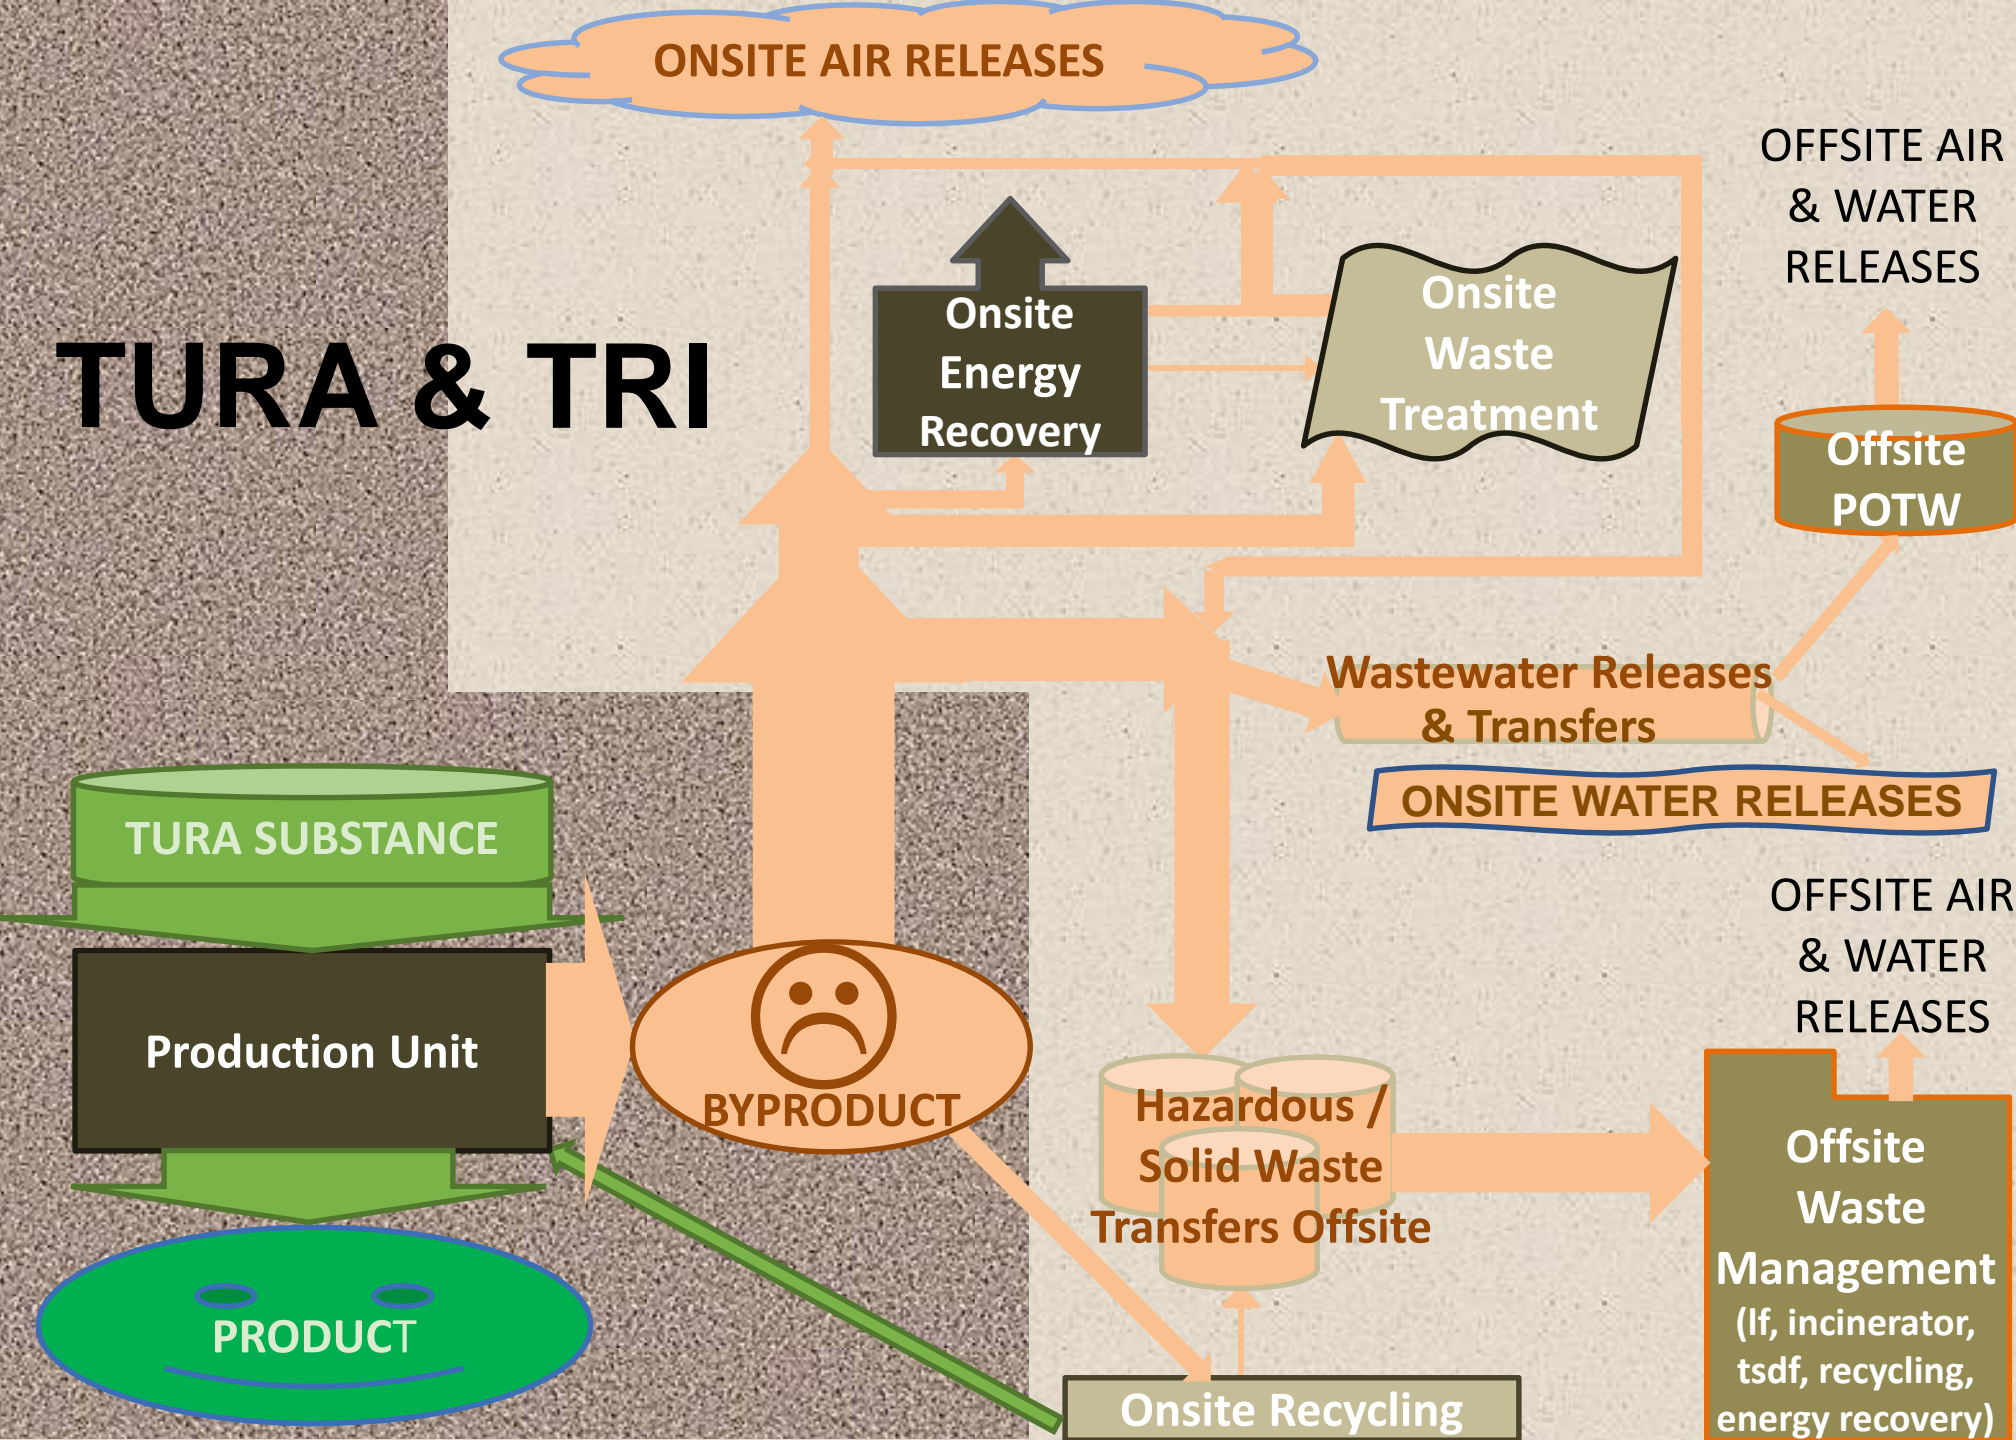 ONSITE AIR RELEASES
OFFSITE AIR
& WATER
RELEASES
TURA & TRI
Onsite
Energy
Recovery
Onsite
Waste
Treatment
Offsite
POTW
Wastewater Releases
& Transfers
ONSITE WATER RELEASES
TURA SUBSTANCE
Production Unit
BYPRODUCT
PRODUCT
Hazardous /
Solid Waste
Transfers Offsite
OFFSITE AIR
& WATER
RELEASES
Offsite
Waste
Management
(lf, incinerator,
tsdf, recycling,
energy recovery)
Onsite Recycling